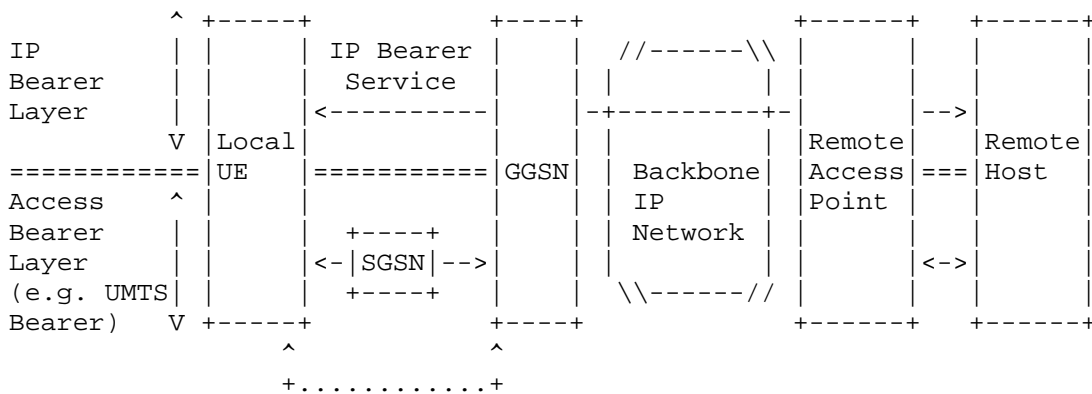 ^ +-----+            +----+              +------+   +------+
IP           | |     | IP Bearer  |    |  //------\\  |      |   |      |
Bearer       | |     |  Service   |    | |          | |      |   |      |
Layer        | |     |<-----------|    |-+----------+-|      |-->|      |
             V |Local|            |    | |          | |Remote|   |Remote|
============|UE   |===========|GGSN| |  Backbone| |Access|===|Host  |
Access       ^ |     |            |    | |  IP      | |Point |   |      |
Bearer       | |     |  +----+    |    | |  Network | |      |   |      |
Layer        | |     |<-|SGSN|-->|    | |          | |      |<->|      |
(e.g. UMTS| |     |  +----+    |    |  \\------//  |      |   |      |
Bearer)      V +-----+            +----+              +------+   +------+
                    ^             ^
                    +............+